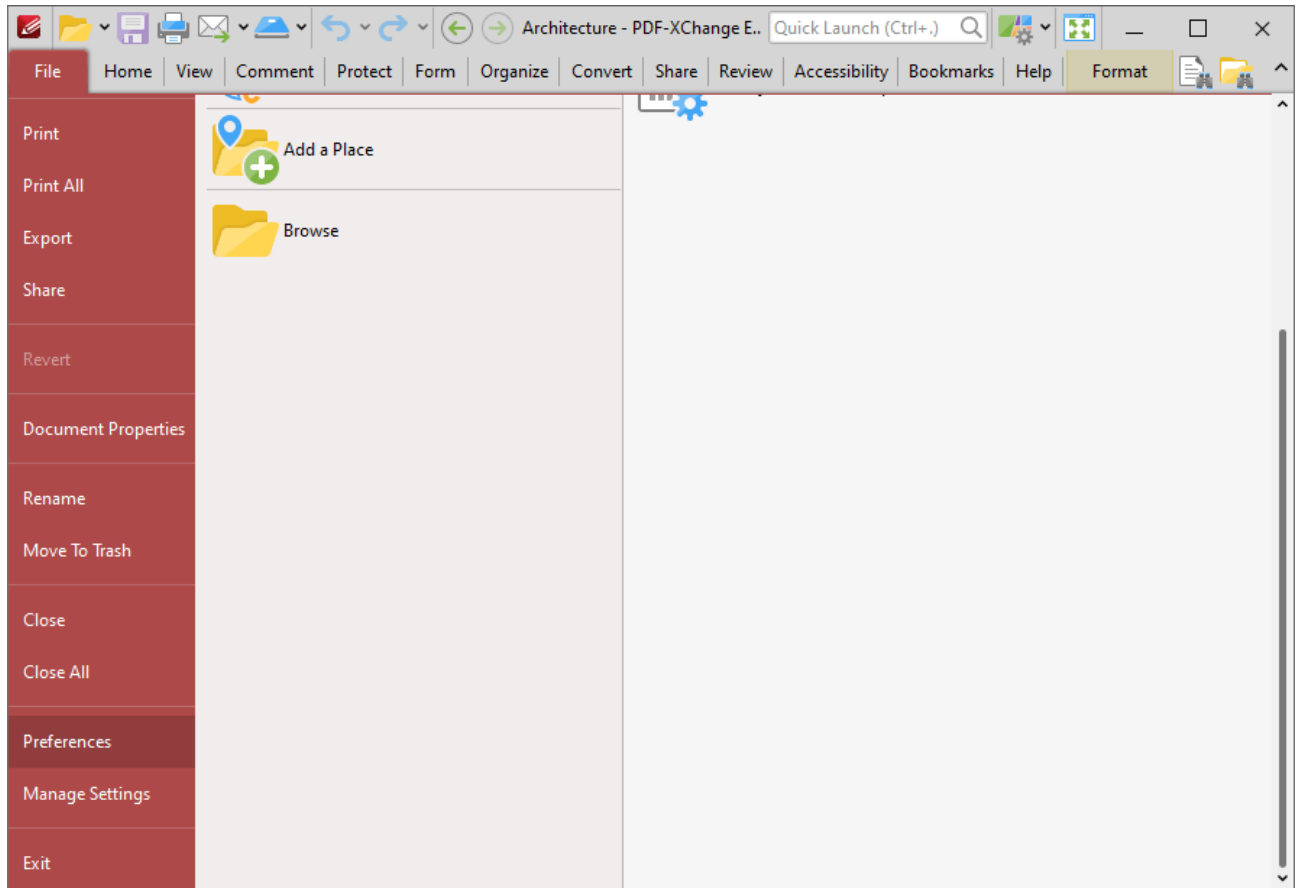 Architecture - PDF-XChange E.. Quick Launch (Ctrl+.)
File Home View Comment Protect Form Organize Convert Share Review Accessibility Bookmarks Help Format
Print
Print All
Export
Share
Revert
Document Properties
Rename
Move To Trash
Close
Close All
Preferences
Manage Settings
Exit
Add a Place
Browse